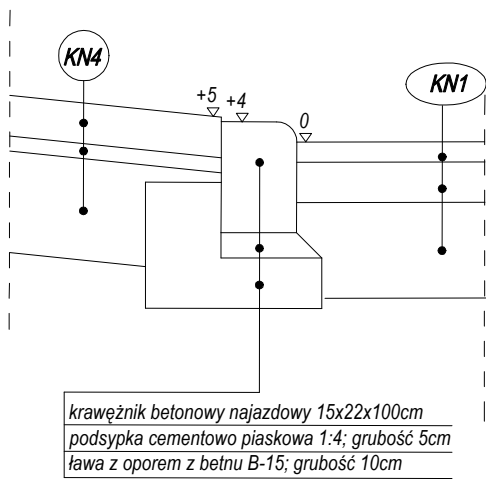 KN4
KN1
+5
+4
0
krawężnik betonowy najazdowy 15x22x100cm
podsypka cementowo piaskowa 1:4; grubość 5cm
ława z oporem z betnu B-15; grubość 10cm